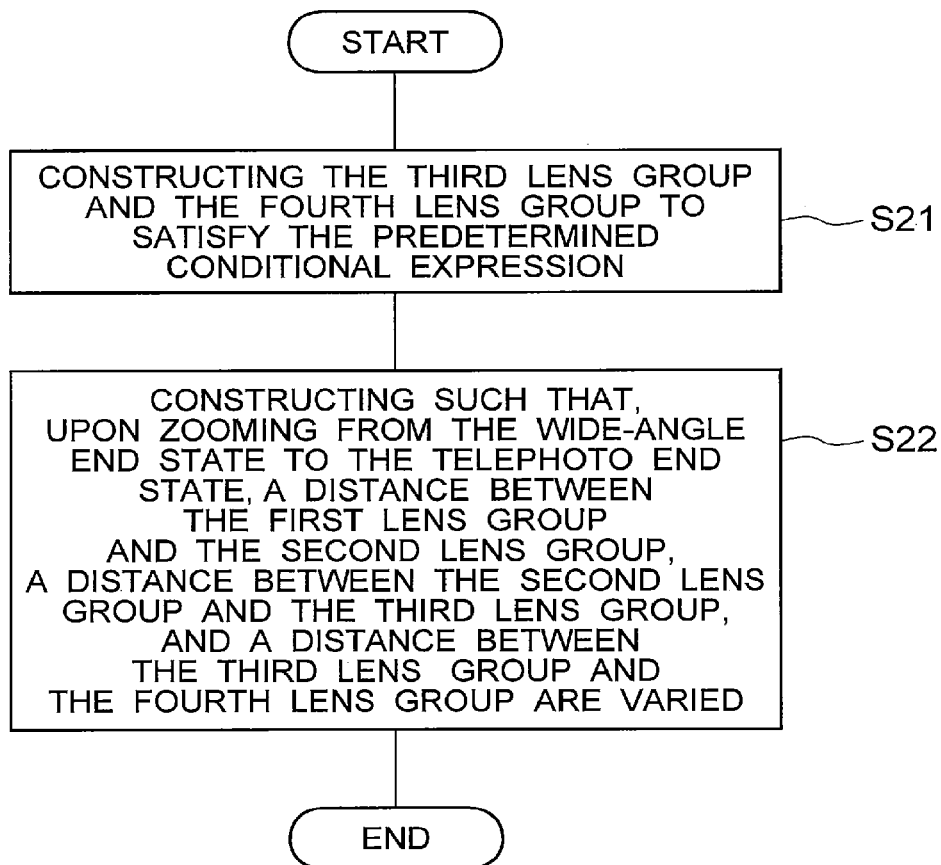 START
CONSTRUCTING THE THIRD LENS GROUP
AND THE FOURTH LENS GROUP TO
SATISFY THE PREDETERMINED
CONDITIONAL EXPRESSION
S21
CONSTRUCTING SUCH THAT,
UPON ZOOMING FROM THE WIDE-ANGLE
END STATE TO THE TELEPHOTO END
STATE, A DISTANCE BETWEEN
THE FIRST LENS GROUP
AND THE SECOND LENS GROUP,
A DISTANCE BETWEEN THE SECOND LENS
GROUP AND THE THIRD LENS GROUP,
AND A DISTANCE BETWEEN
THE THIRD LENS GROUP AND
THE FOURTH LENS GROUP ARE VARIED
S22
END